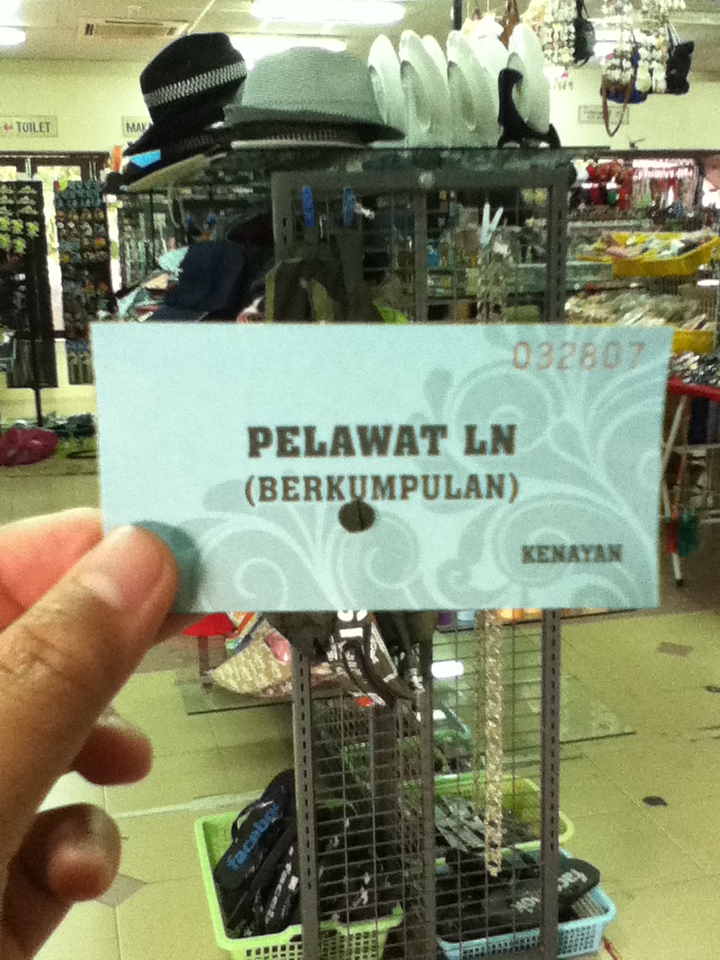 TOILET
032807
PELAWAT LN
(BERKUMPULAN)
KENAYAN